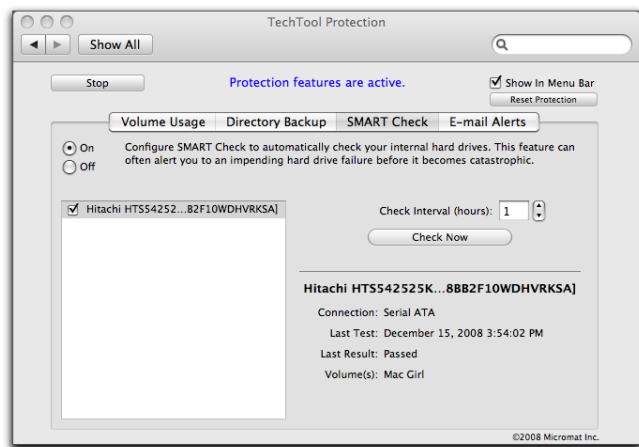 TechTool Protection
Show All
Stop
Protection features are active.
Show In Menu Bar
Reset Protection
Volume Usage
Directory Backup
SMART Check
E-mail Alerts
On
Off
Configure SMART Check to automatically check your internal hard drives. This feature can
often alert you to an impending hard drive failure before it becomes catastrophic.
Hitachi HTS54252...B2F10WDHVRKSA]
Check Interval (hours): 1
Check Now
Hitachi HTS542525K...8BB2F10WDHVRKSA]
Connection: Serial ATA
Last Test: December 15, 2008 3:54:02 PM
Last Result: Passed
Volume(s): Mac Girl
©2008 Micromat Inc.